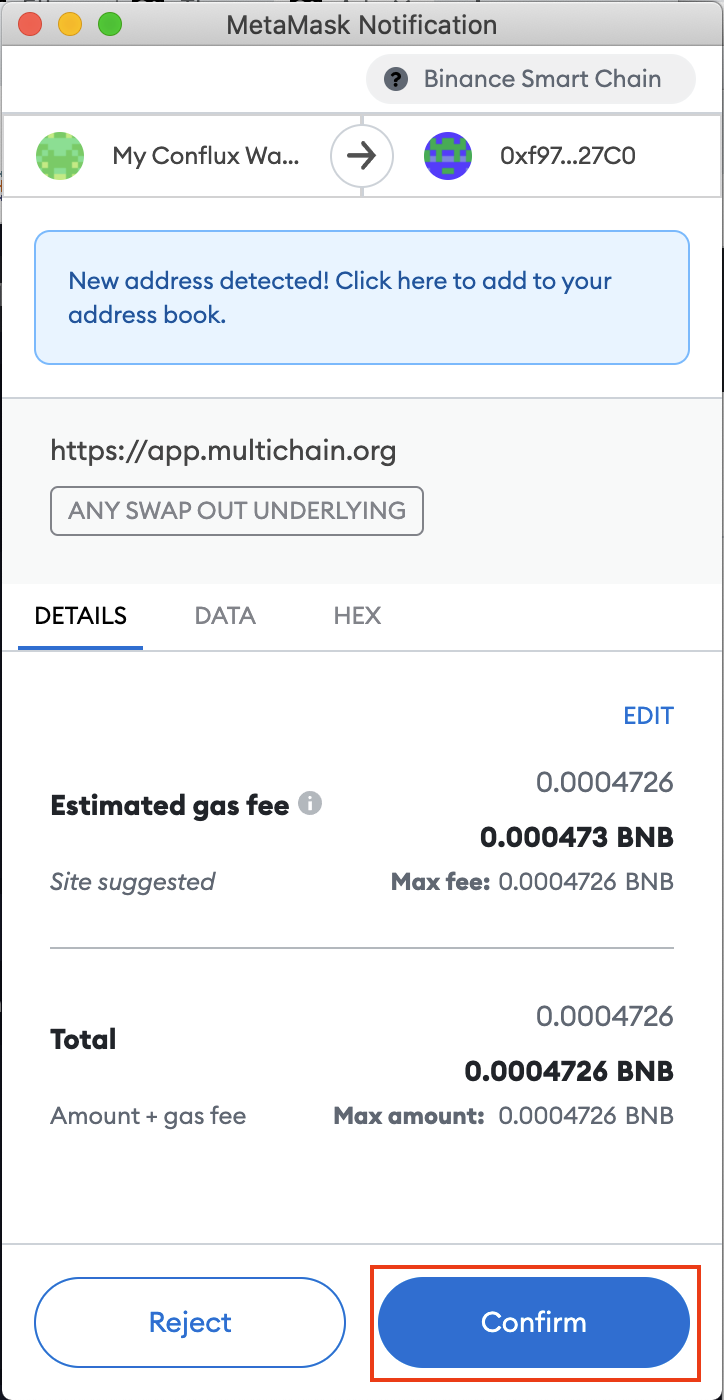 MetaMask Notification
? Binance Smart Chain
My Conflux Wa... 0xf97...27C0
New address detected! Click here to add to your
address book.
https://app.multichain.org
ANY SWAP OUT UNDERLYING
DETAILS DATA HEX
EDIT
0.0004726
Estimated gas fee
0.000473 BNB
Site suggested Max fee: 0.0004726 BNB
0.0004726
Total
0.0004726 BNB
Amount + gas fee Max amount: 0.0004726 BNB
Reject Confirm